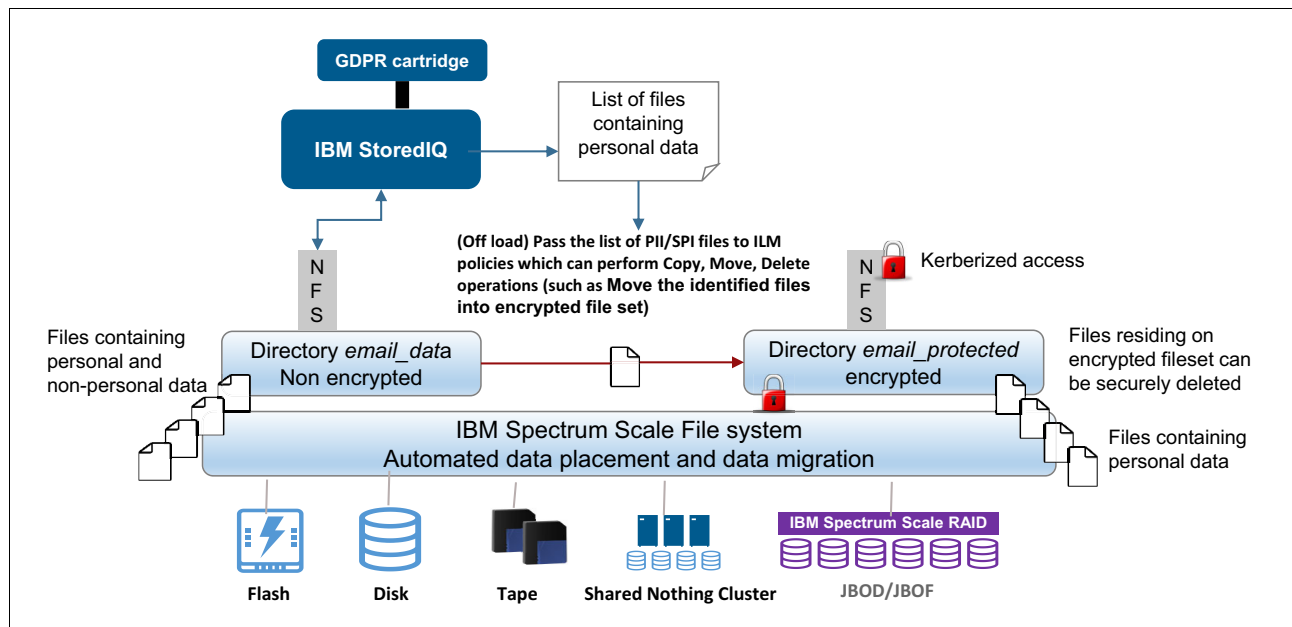 GDPR cartridge
IBM StoredIQ
List of files
containing
personal data
(Off load) Pass the list of PII/SPI files to ILM
policies which can perform Copy, Move, Delete
operations (such as Move the identified files
into encrypted file set)
N
F
S
N
F
S
Kerberized access
Files containing
personal and
non-personal data
Directory email_data
Non encrypted
Directory email_protected
encrypted
Files residing on
encrypted fileset can
be securely deleted
IBM Spectrum Scale File system
Automated data placement and data migration
Files containing
personal data
Flash
Disk
Tape
Shared Nothing Cluster
IBM Spectrum Scale RAID
JBOD/JBOF